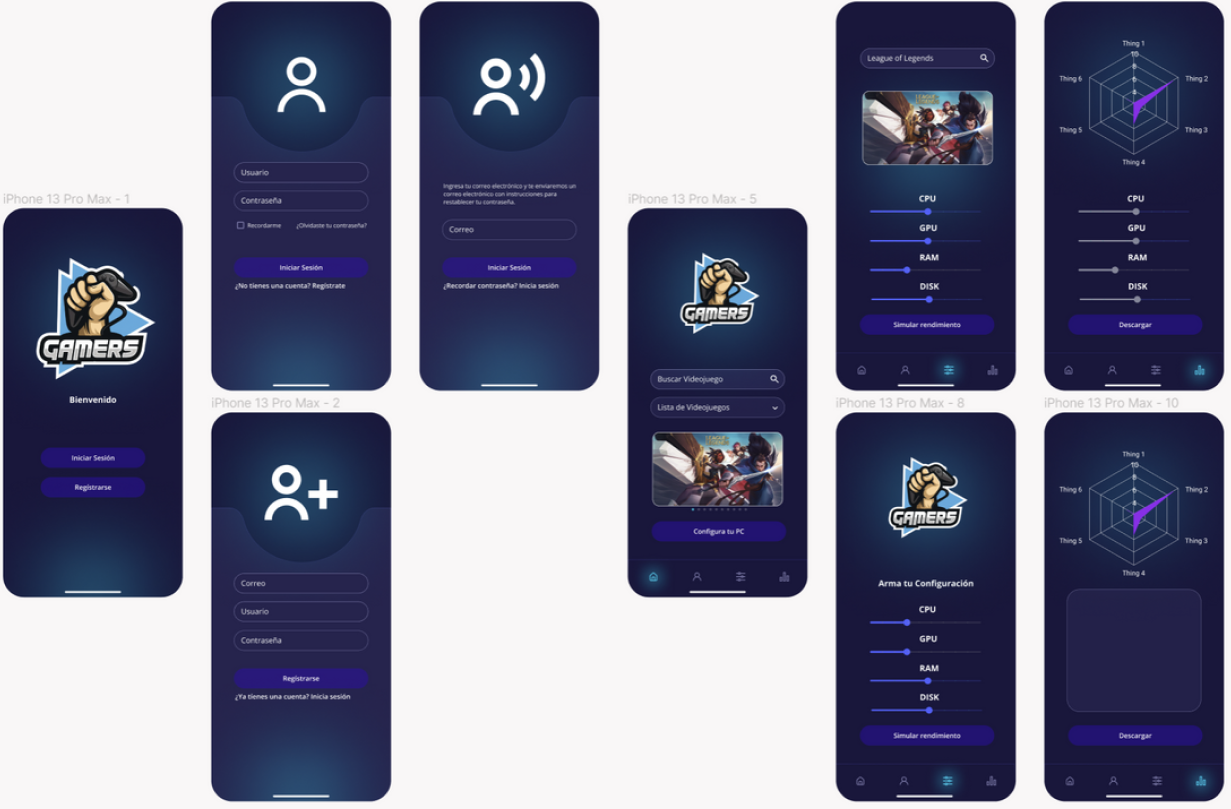 iPhone 13 Pro Max - 1
GAMERS
Bienvenido
Iniciar Sesión
Registrarse
Usuario
Contraseña
Recordarme
¿Olvidaste tu contraseña?
Iniciar Sesión
¿No tienes una cuenta? Regístrate
iPhone 13 Pro Max - 2
Correo
Usuario
Contraseña
Registrarse
¿Ya tienes una cuenta? Inicia sesión
Ingresa tu correo electrónico y te enviaremos un
correo electrónico con instrucciones para
restablecer tu contraseña.
Correo
Iniciar Sesión
¿Recordar contraseña? Inicia sesión
iPhone 13 Pro Max - 5
GAMERS
Buscar Videojuego
Lista de Videojuegos
Configura tu PC
League of Legends
CPU
GPU
RAM
DISK
Simular rendimiento
iPhone 13 Pro Max - 8
GAMERS
Arma tu Configuración
CPU
GPU
RAM
DISK
Simular rendimiento
Thing 1
10
8
6
Thing 6
Thing 2
Thing 5
Thing 3
Thing 4
CPU
GPU
RAM
DISK
Descargar
iPhone 13 Pro Max - 10
Thing 1
10
8
6
Thing 6
Thing 2
Thing 5
Thing 3
Thing 4
Descargar